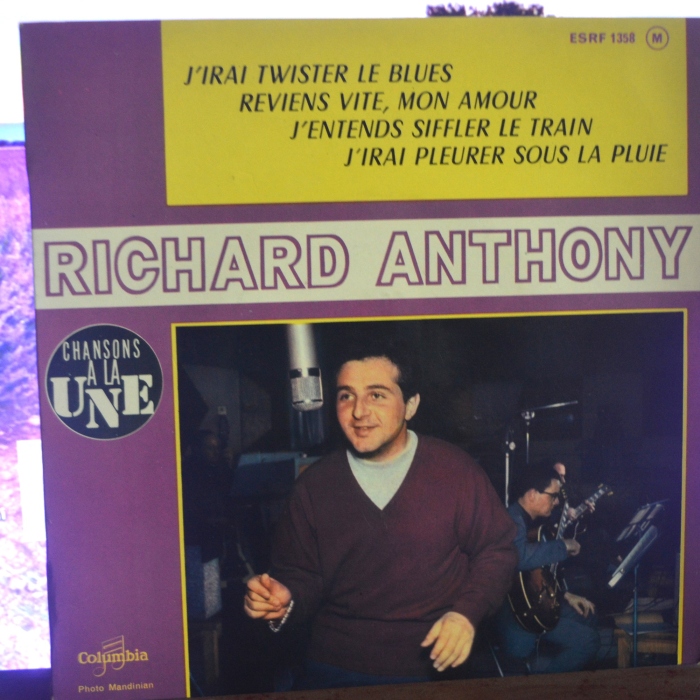 ESRF 1358 M
J'IRAI TWISTER LE BLUES
REVIENS VITE, MON AMOUR
J'ENTENDS SIFFLER LE TRAIN
J'IRAI PLEURER SOUS LA PLUIE
RICHARD ANTHONY
CHANSONS
A LA
UNE
Columbia
Photo Mandinian